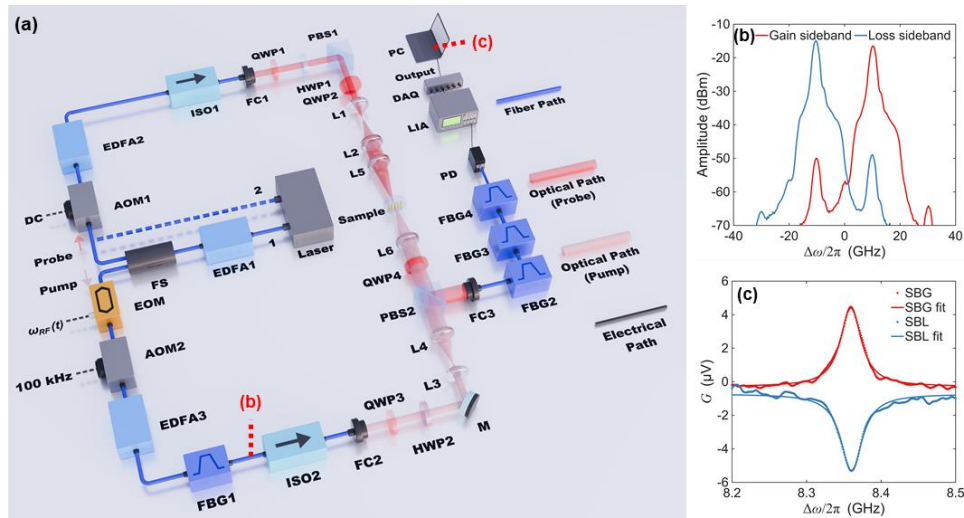 (a)
PBS1
QWP1
PC
(c)
HWP1
Output
QWP2
FC1
DAQ
ISO1
L1
LIA
Fiber Path
EDFA2
L2
L5
PD
AOM1
2
DC
Optical Path
(Probe)
Sample
FBG4
Probe
1
Laser
L6
FBG3
EDFA1
Optical Path
(Pump)
Pump
FS
QWP4
EOM
PBS2
FC3
FBG2
ωRF(t)
L4
Electrical
Path
AOM2
100 kHz
L3
(b)
QWP3
EDFA3
M
HWP2
FC2
FBG1
ISO2
(b)
Gain sideband
Loss sideband
Amplitude (dBm)
-10
-20
-30
-40
-50
-60
-70
-40
-20
0
20
40
Δω/2π (GHz)
(c)
SBG
SBG fit
SBL
SBL fit
G (μV)
6
4
2
0
-2
-4
-6
8.2
8.3
8.4
8.5
Δω/2π (GHz)